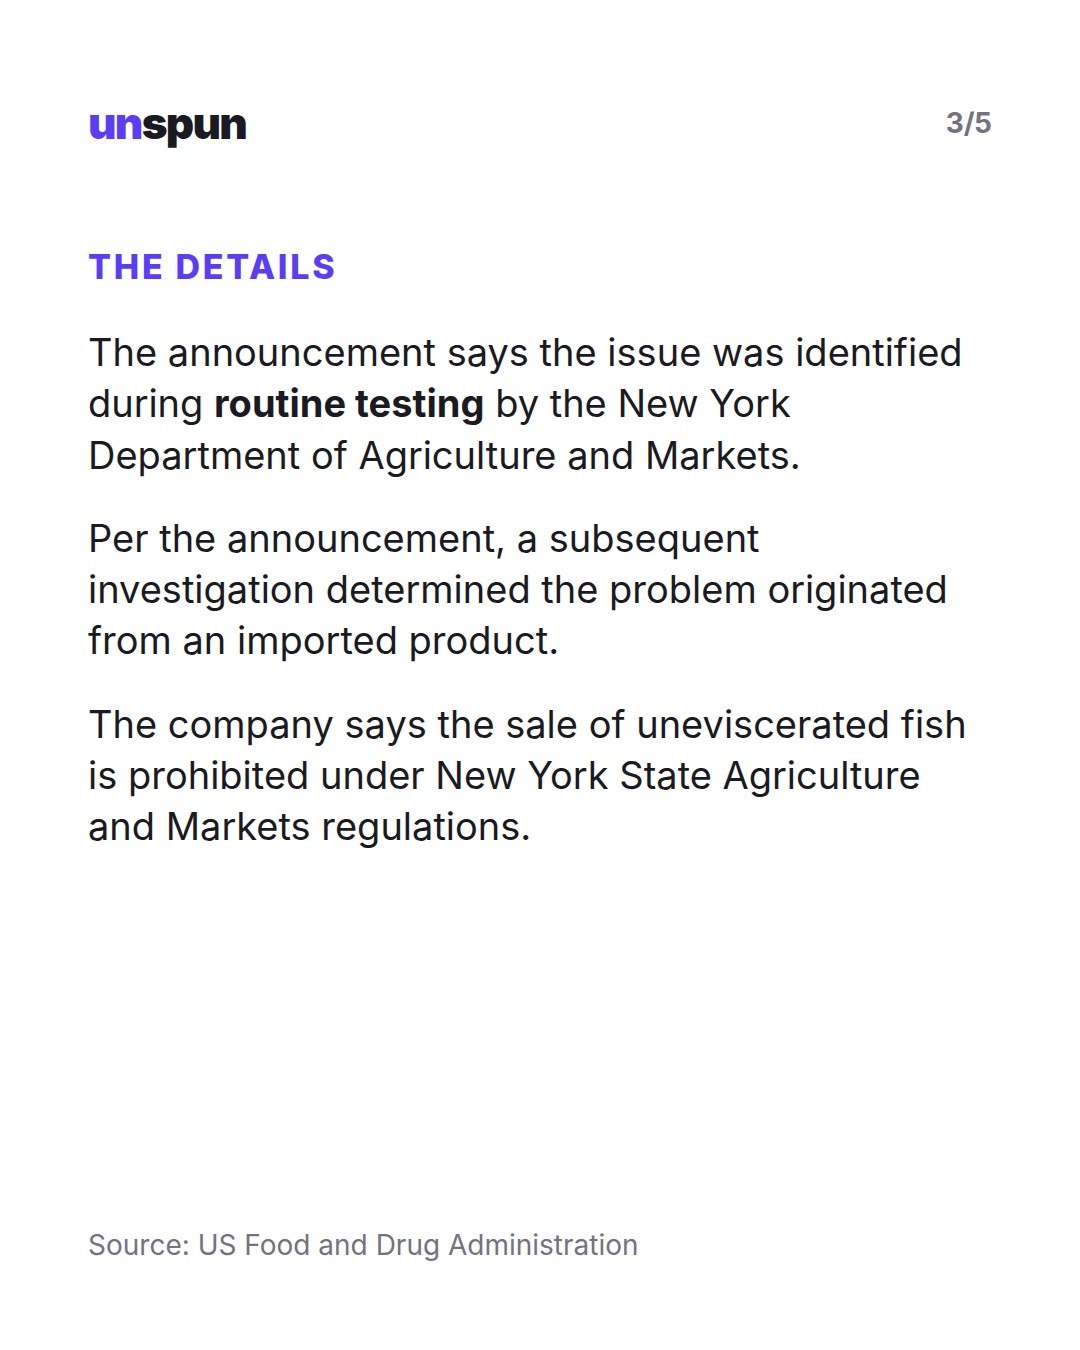 unspun
3/5
THE DETAILS
The announcement says the issue was identified
during routine testing by the New York
Department of Agriculture and Markets.
Per the announcement, a subsequent
investigation determined the problem originated
from an imported product.
The company says the sale of uneviscerated fish
is prohibited under New York State Agriculture
and Markets regulations.
Source: US Food and Drug Administration